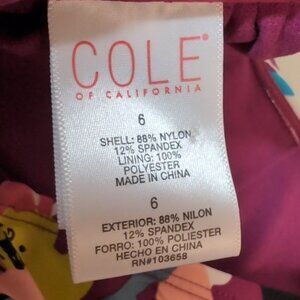 COLE
OF CALIFORNIA
6
SHELL: 88% NYLON
12% SPANDEX
LINING: 100%
POLYESTER
MADE IN CHINA
6
EXTERIOR: 88% NILON
12% SPANDEX
FORRO: 100% POLIESTER
HECHO EN CHINA
RN#103658